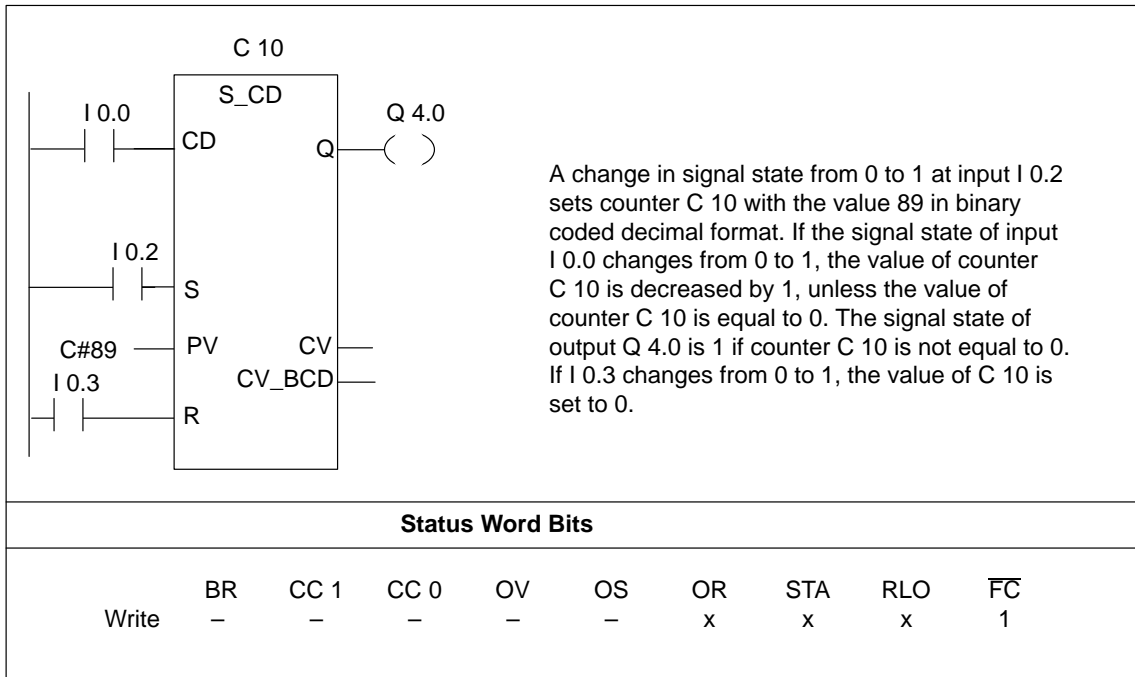 C 10
S_CD
I 0.0
Q 4.0
CD
Q
I 0.2
S
C#89
PV
CV
I 0.3
CV_BCD
R
A change in signal state from 0 to 1 at input I 0.2
sets counter C 10 with the value 89 in binary
coded decimal format. If the signal state of input
I 0.0 changes from 0 to 1, the value of counter
C 10 is decreased by 1, unless the value of
counter C 10 is equal to 0. The signal state of
output Q 4.0 is 1 if counter C 10 is not equal to 0.
If I 0.3 changes from 0 to 1, the value of C 10 is
set to 0.
Status Word Bits
BR CC 1 CC 0 OV OS OR STA RLO F̅C̅
Write – – – – – x x x 1